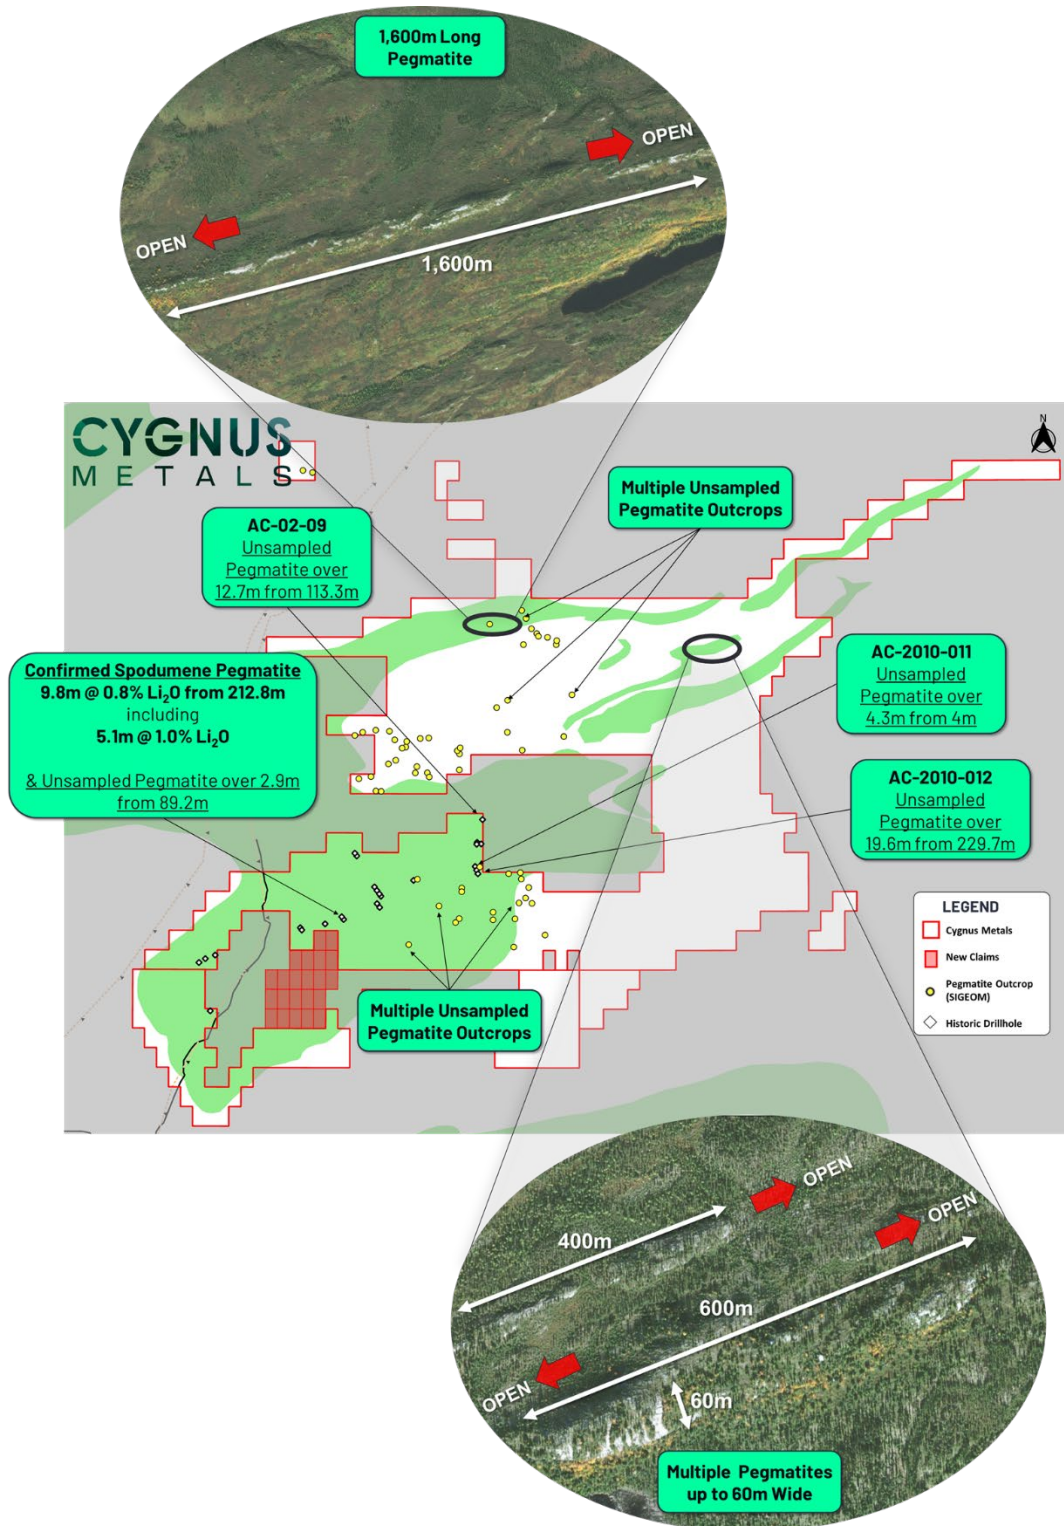 1,600m Long
Pegmatite
OPEN
OPEN
1,600m
CYGNUS
METALS
N
Multiple Unsampled
Pegmatite Outcrops
AC-02-09
Unsampled
Pegmatite over
12.7m from 113.3m
Confirmed Spodumene Pegmatite
9.8m @ 0.8% Li₂O from 212.8m
including
5.1m @ 1.0% Li₂O
& Unsampled Pegmatite over 2.9m
from 89.2m
AC-2010-011
Unsampled
Pegmatite over
4.3m from 4m
AC-2010-012
Unsampled
Pegmatite over
19.6m from 229.7m
LEGEND
Cygnus Metals
New Claims
Pegmatite Outcrop
(SIGEOM)
Historic Drillhole
Multiple Unsampled
Pegmatite Outcrops
OPEN
OPEN
400m
600m
OPEN
60m
Multiple Pegmatites
up to 60m Wide